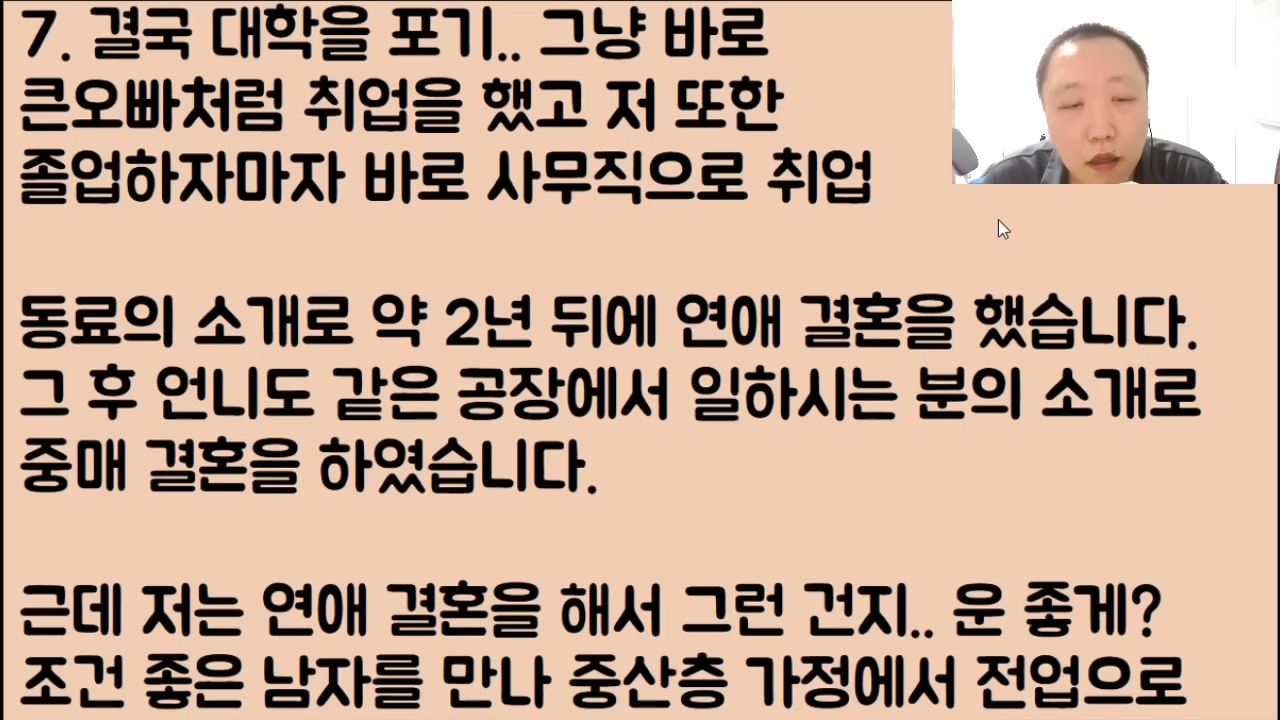 7. 결국 대학을 포기.. 그냥 바로
큰오빠처럼 취업을 했고 저 또한
졸업하자마자 바로 사무직으로 취업
동료의 소개로 약 2년 뒤에 연애 결혼을 했습니다.
그 후 언니도 같은 공장에서 일하시는 분의 소개로
중매 결혼을 하였습니다.
근데 저는 연애 결혼을 해서 그런 건지.. 운 좋게?
조건 좋은 남자를 만나 중산층 가정에서 전업으로